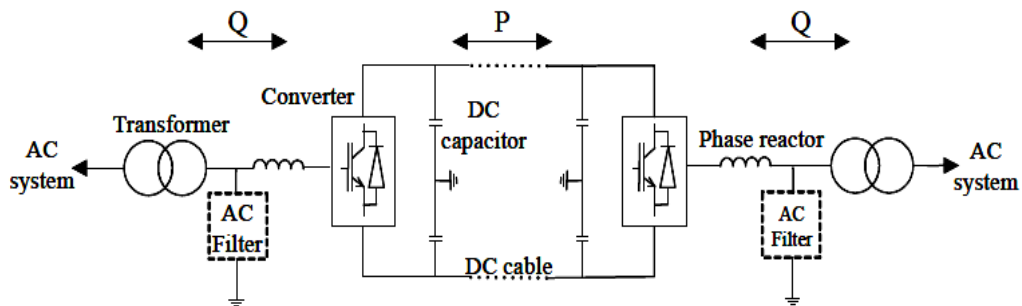 Q
P
Q
Converter
Transformer
DC
capacitor
Phase reactor
AC
system
AC
system
AC
Filter
AC
Filter
DC cable